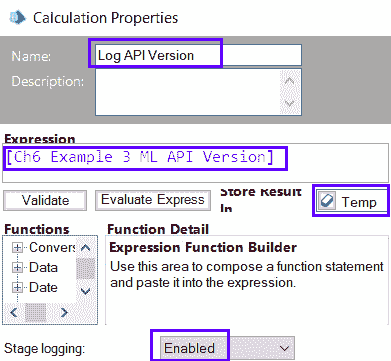 Calculation Properties
Name: Log API Version
Description:
Expression
[Ch6 Example 3 ML API Version]
Validate Evaluate Express Store Result In Temp
Functions Function Detail
Convers Expression Function Builder
Data Use this area to compose a function statement
Date and paste it into the expression.
Stage logging: Enabled